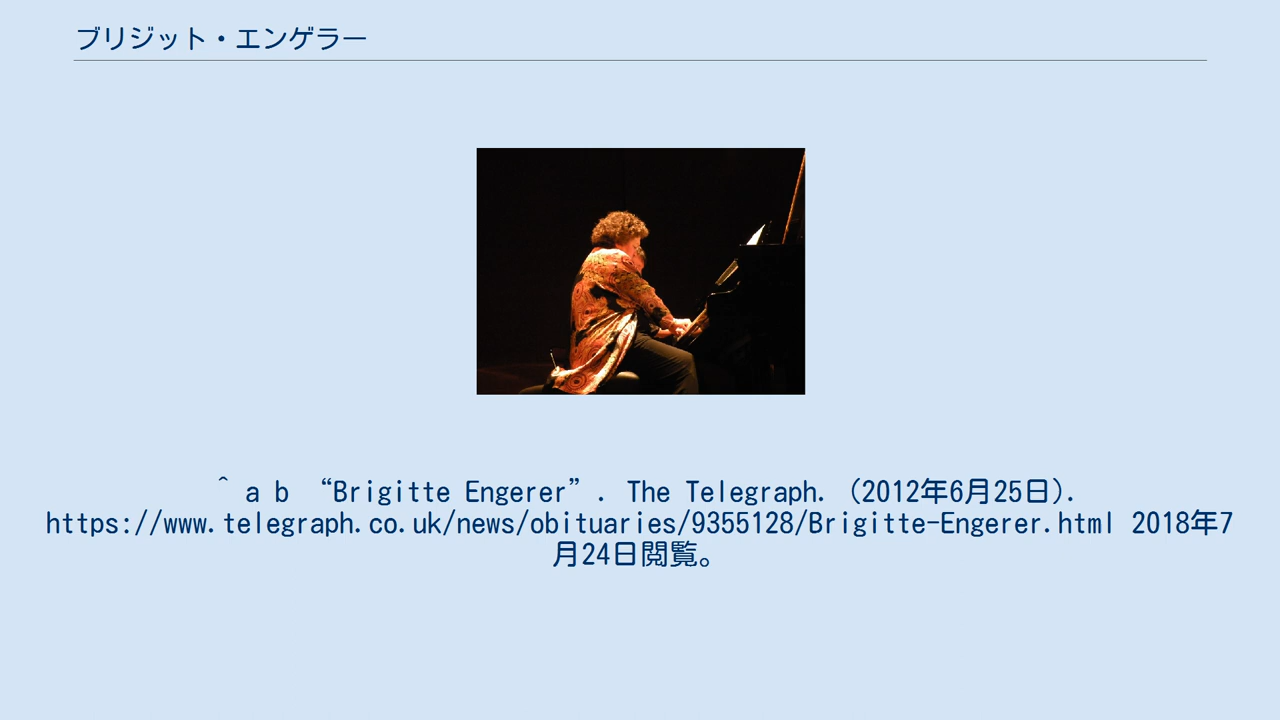 ブリジット・エンゲラー
^ a b “Brigitte Engerer”. The Telegraph. (2012年6月25日).
https://www.telegraph.co.uk/news/obituaries/9355128/Brigitte-Engerer.html 2018年7
月24日閲覧。